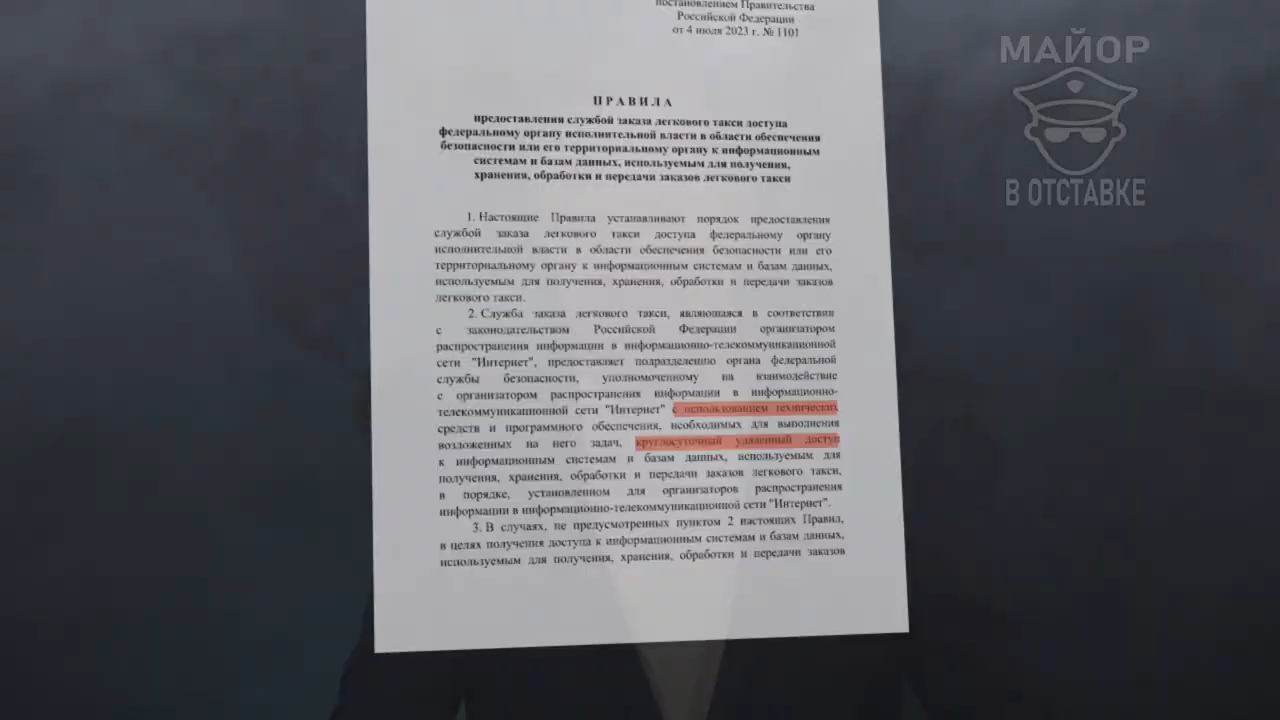 постановлением Правительства
Российской Федерации
от 4 июля 2023 г. № 1101
МАЙОР
В ОТСТАВКЕ
ПРАВИЛА
предоставления службой заказа легкового такси доступа
федеральному органу исполнительной власти в области обеспечения
безопасности или его территориальному органу к информационным
системам и базам данных, используемым для получения,
хранения, обработки и передачи заказов легкового такси
1. Настоящие Правила устанавливают порядок предоставления
службой заказа легкового такси доступа федеральному органу
исполнительной власти в области обеспечения безопасности или его
территориальному органу к информационным системам и базам данных,
используемым для получения, хранения, обработки и передачи заказов
легкового такси.
2. Служба заказа легкового такси, являющаяся в соответствии
с законодательством Российской Федерации организатором
распространения информации в информационно-телекоммуникационной
сети "Интернет", предоставляет подразделению органа федеральной
службы безопасности, уполномоченному на взаимодействие
с организатором распространения информации в информационно-
телекоммуникационной сети "Интернет" с использованием технических
средств и программного обеспечения, необходимых для выполнения
возложенных на него задач, круглосуточный удаленный доступ
к информационным системам и базам данных, используемым для
получения, хранения, обработки и передачи заказов легкового такси,
в порядке, установленном для организаторов распространения
информации в информационно-телекоммуникационной сети "Интернет".
3. В случаях, не предусмотренных пунктом 2 настоящих Правил,
в целях получения доступа к информационным системам и базам данных,
используемым для получения, хранения, обработки и передачи заказов